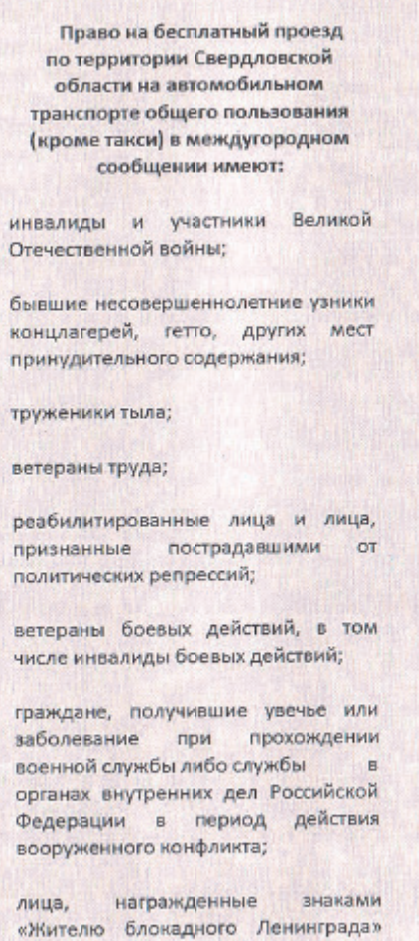 Право на бесплатный проезд
по территории Свердловской
области на автомобильном
транспорте общего пользования
(кроме такси) в междугородном
сообщении имеют:
инвалиды и участники Великой
Отечественной войны;
бывшие несовершеннолетние узники
концлагерей, гетто, других мест
принудительного содержания;
труженики тыла;
ветераны труда;
реабилитированные лица и лица,
признанные пострадавшими от
политических репрессий;
ветераны боевых действий, в том
числе инвалиды боевых действий;
граждане, получившие увечье или
заболевание при прохождении
военной службы либо службы в
органах внутренних дел Российской
Федерации в период действия
вооруженного конфликта;
лица, награжденные знаками
«Жителю блокадного Ленинграда»